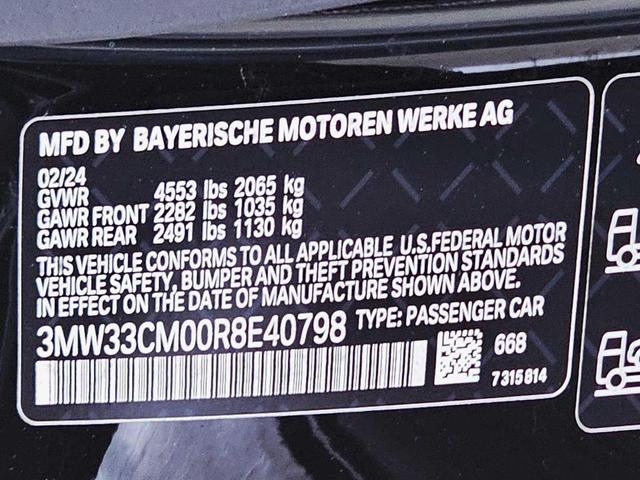 MFD BY BAYERISCHE MOTOREN WERKE AG
02/24
GVWR 4553 lbs 2065 kg
GAWR FRONT 2282 lbs 1035 kg
GAWR REAR 2491 lbs 1130 kg
THIS VEHICLE CONFORMS TO ALL APPLICABLE U.S.FEDERAL MOTOR
VEHICLE SAFETY, BUMPER AND THEFT PREVENTION STANDARDS
IN EFFECT ON THE DATE OF MANUFACTURE SHOWN ABOVE.
3MW33CM00R8E40798 TYPE: PASSENGER CAR
668
7315814